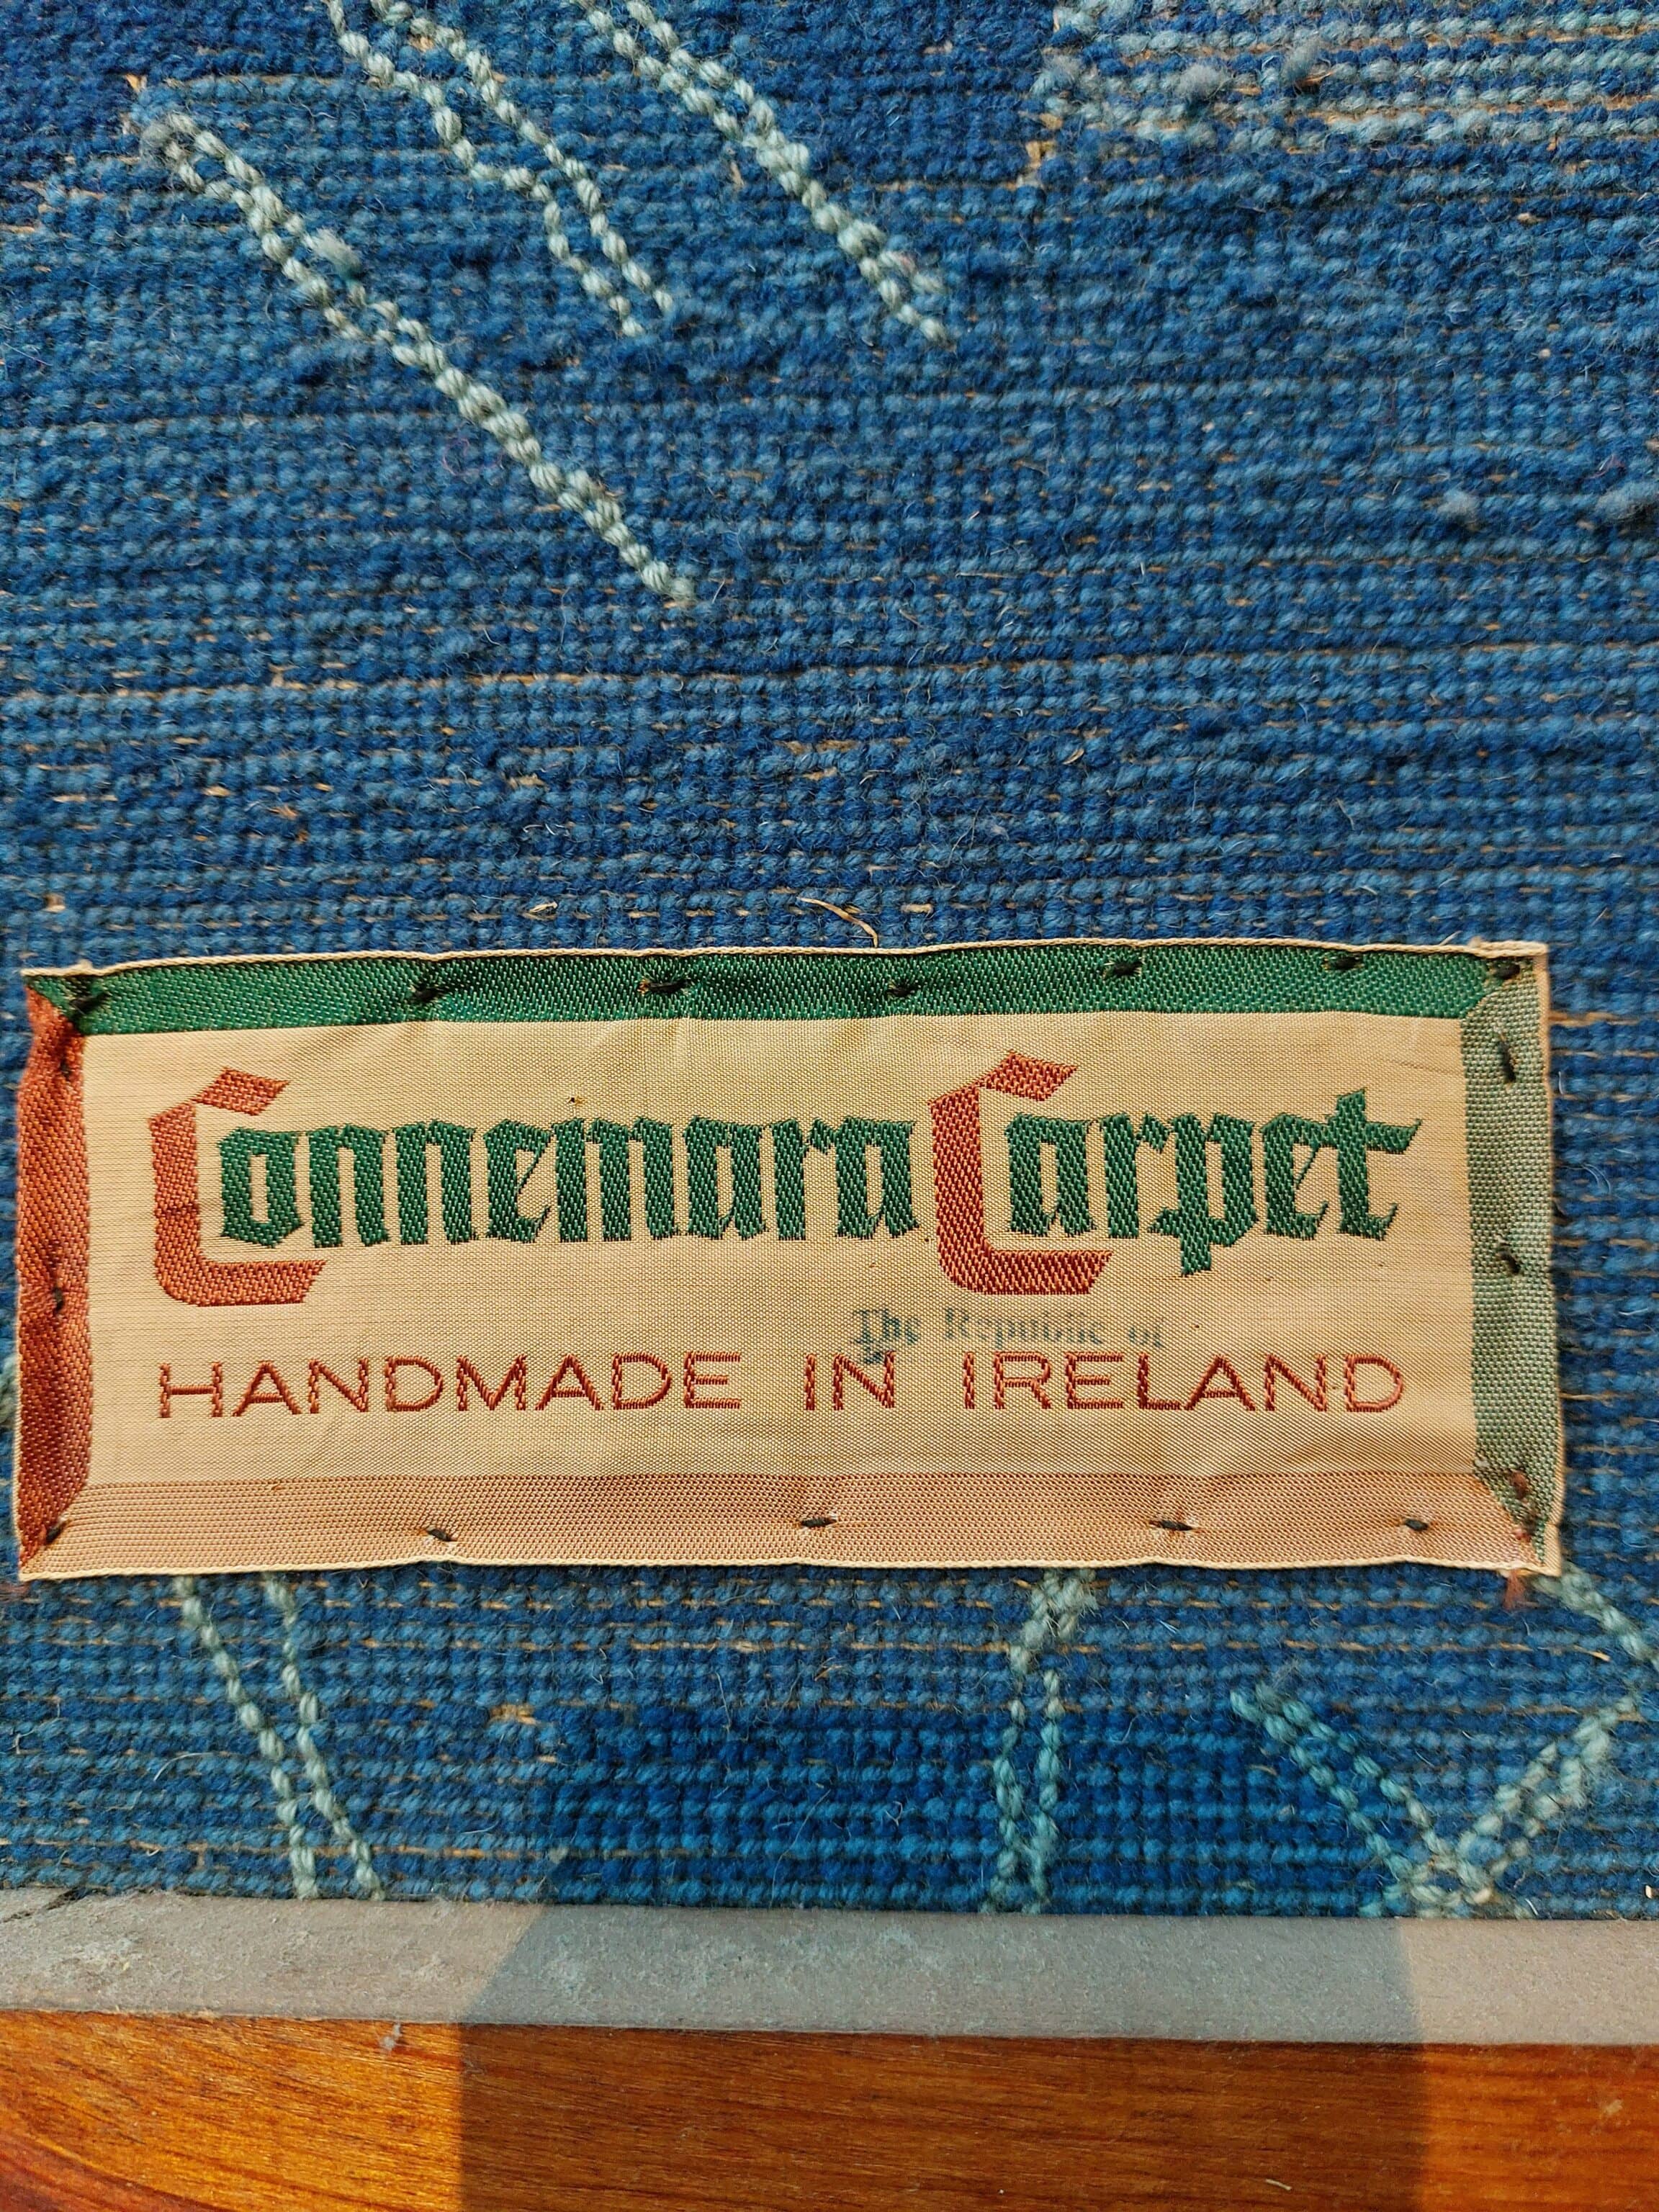 Connemara Carpet
The Republic of
HANDMADE IN IRELAND